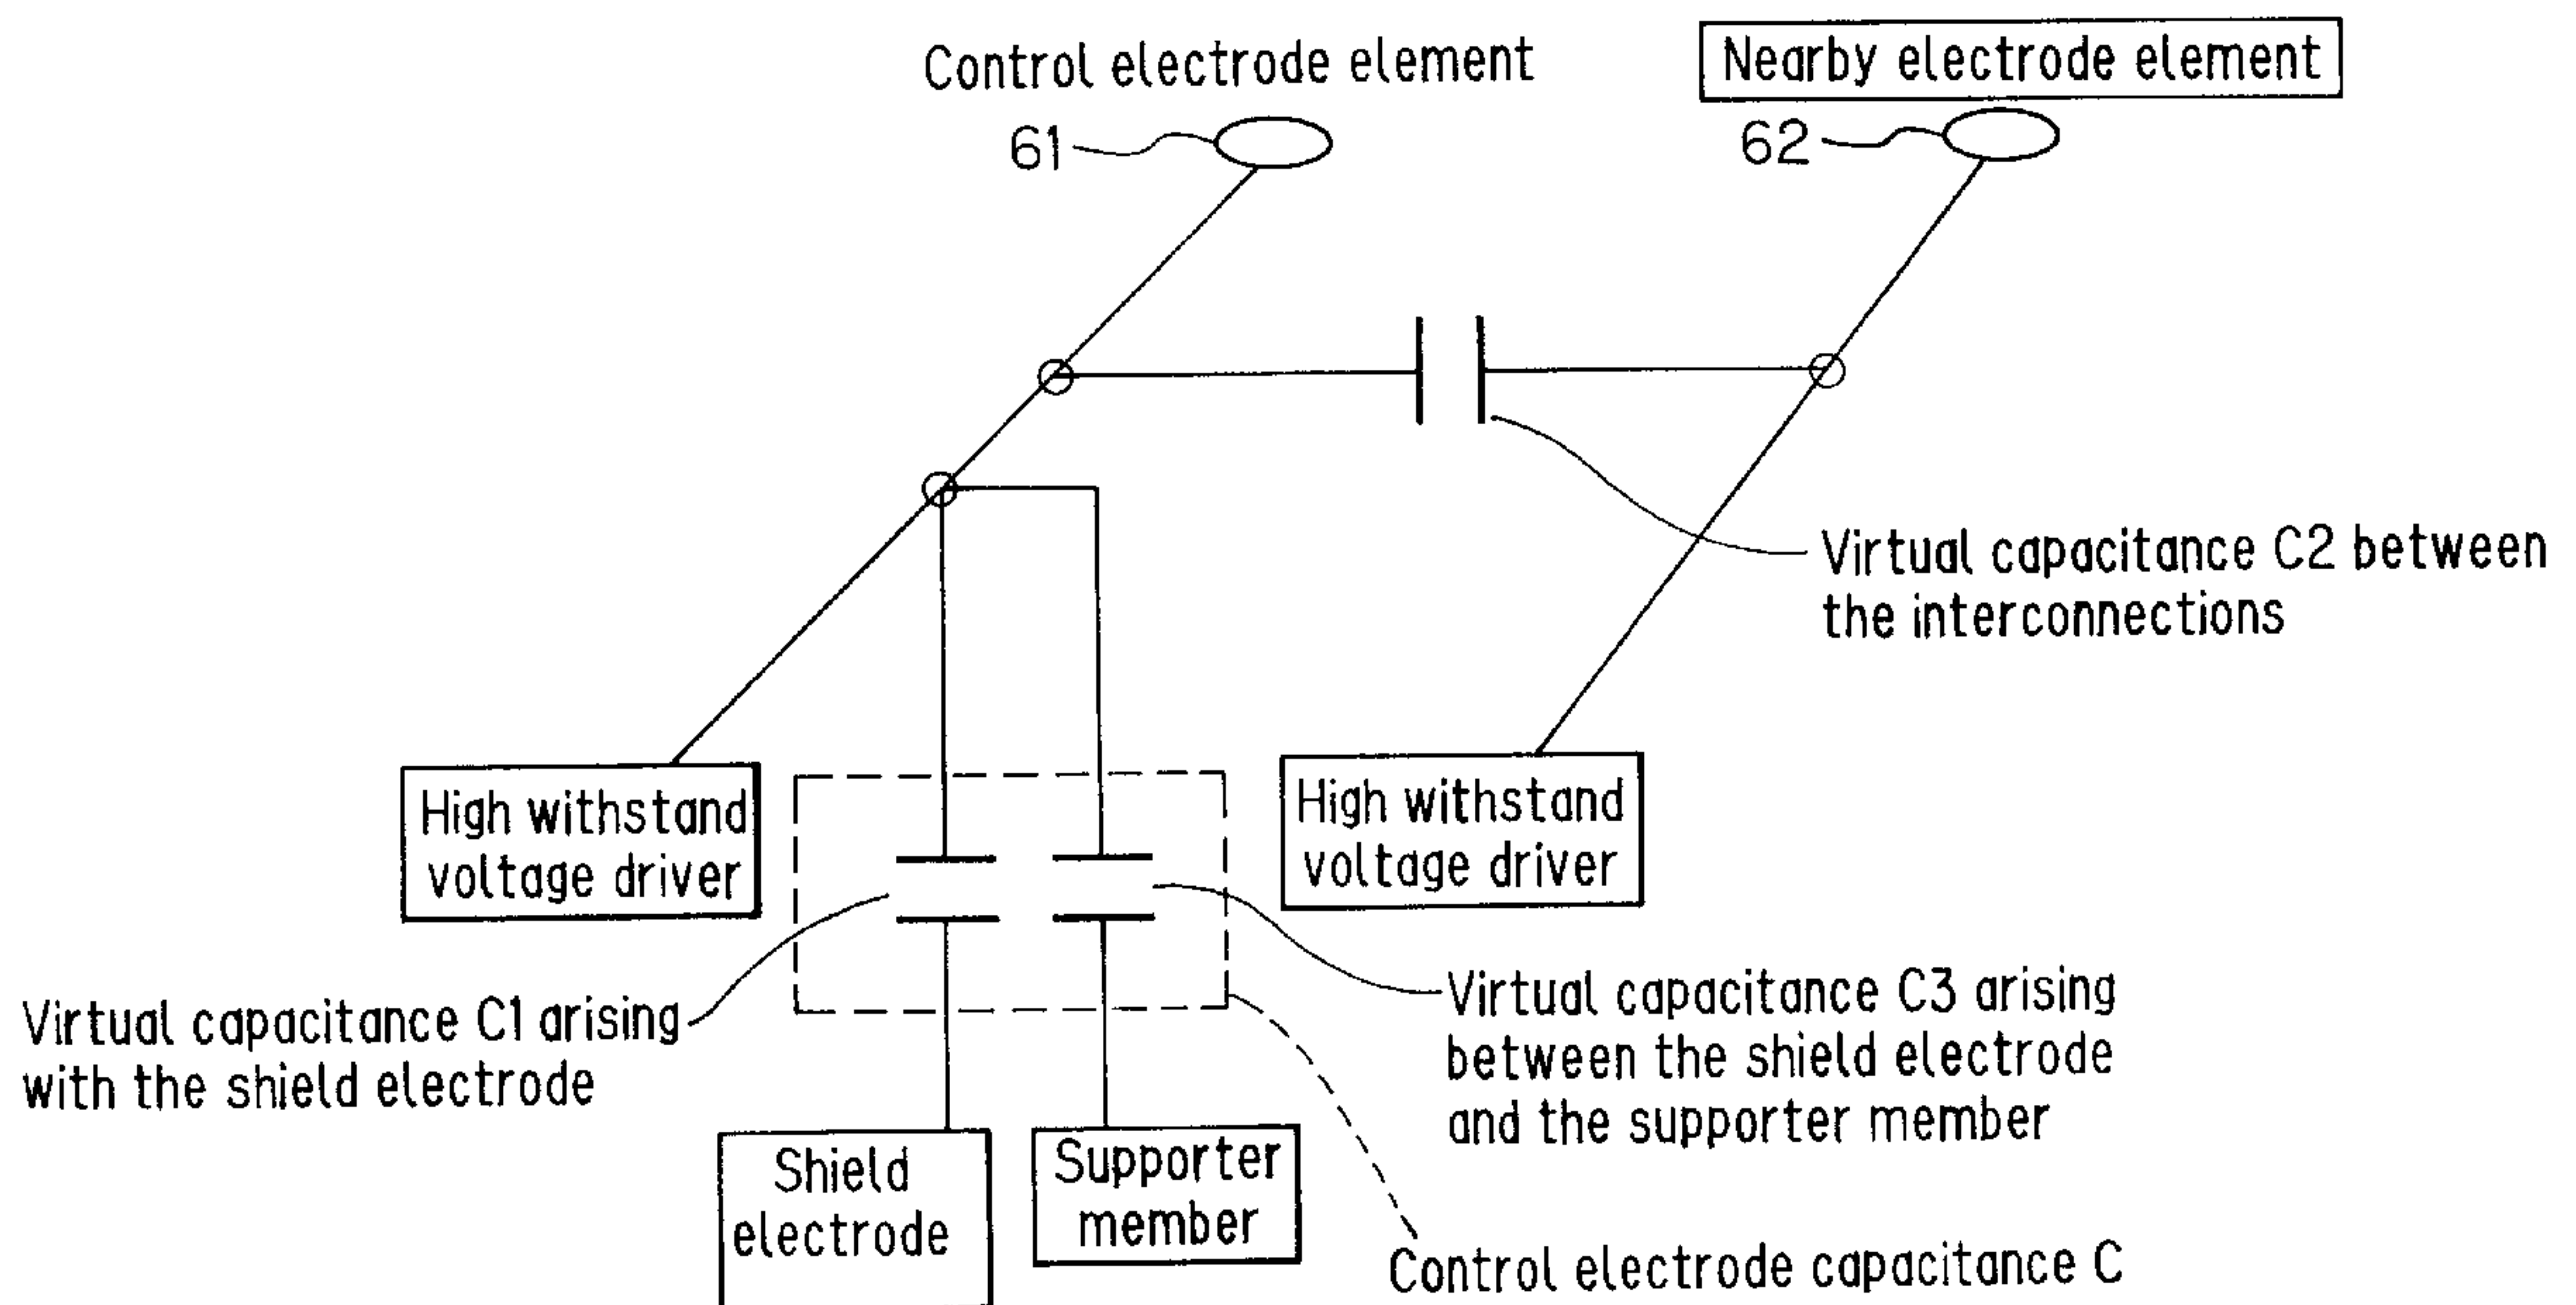 Control electrode element
Nearby electrode element
61
62
Virtual capacitance C2 between
the interconnections
High withstand
voltage driver
High withstand
voltage driver
Virtual capacitance C1 arising
with the shield electrode
Virtual capacitance C3 arising
between the shield electrode
and the supporter member
Shield
electrode
Supporter
member
Control electrode capacitance C